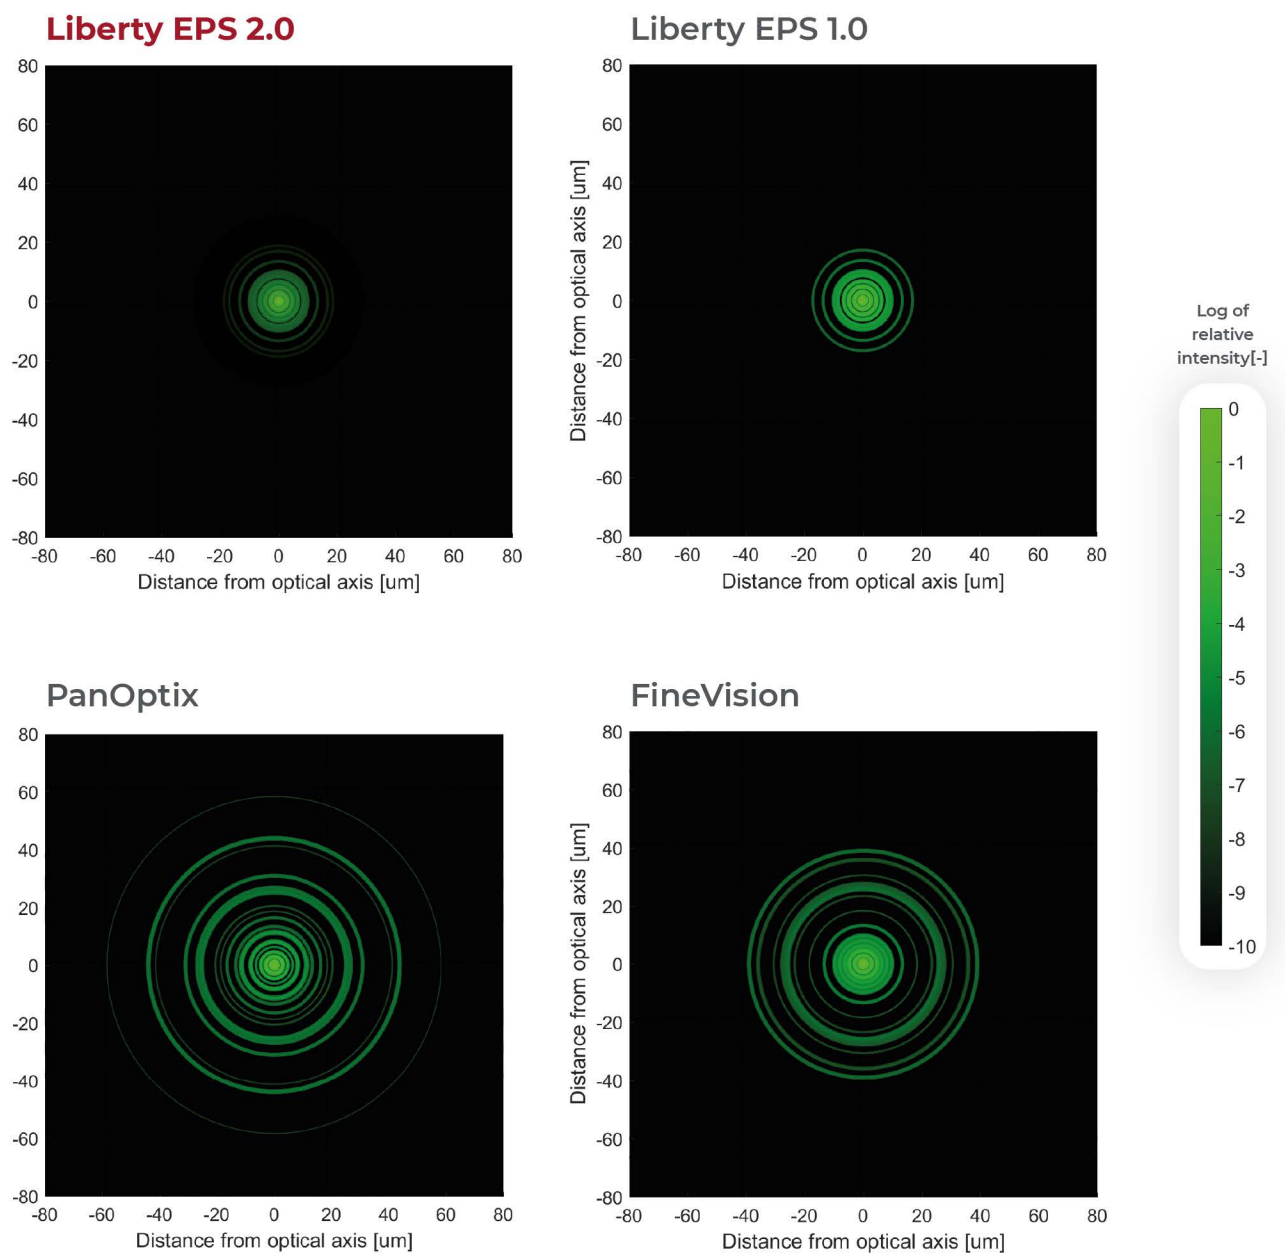 Liberty EPS 2.0
80
60
40
20
0
-20
-40
-60
-80
-80 -60 -40 -20 0 20 40 60 80
Distance from optical axis [um]
Liberty EPS 1.0
Distance from optical axis [um]
80
60
40
20
0
-20
-40
-60
-80
-80 -60 -40 -20 0 20 40 60 80
Distance from optical axis [um]
Log of
relative
intensity[-]
0
-1
-2
-3
-4
-5
-6
-7
-8
-9
-10
PanOptix
80
60
40
20
0
-20
-40
-60
-80
-80 -60 -40 -20 0 20 40 60 80
Distance from optical axis [um]
FineVision
Distance from optical axis [um]
80
60
40
20
0
-20
-40
-60
-80
-80 -60 -40 -20 0 20 40 60 80
Distance from optical axis [um]